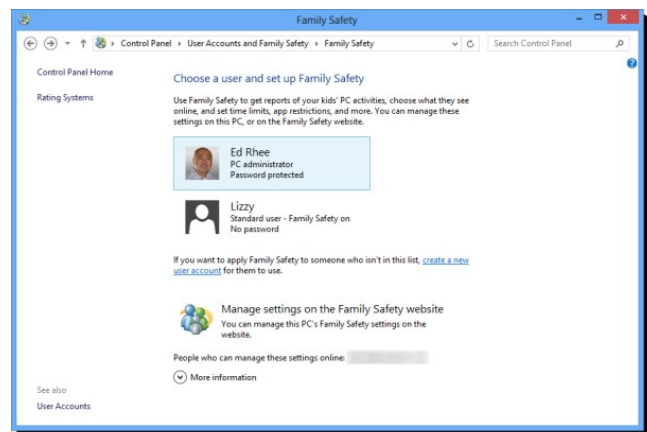 Family Safety
Control Panel › User Accounts and Family Safety › Family Safety
Search Control Panel
Control Panel Home
Rating Systems
Choose a user and set up Family Safety
Use Family Safety to get reports of your kids' PC activities, choose what they see
online, and set time limits, app restrictions, and more. You can manage these
settings on this PC, or on the Family Safety website.
Ed Rhee
PC administrator
Password protected
Lizzy
Standard user - Family Safety on
No password
If you want to apply Family Safety to someone who isn't in this list, create a new
user account for them to use.
Manage settings on the Family Safety website
You can manage this PC's Family Safety settings on the
website.
People who can manage these settings online:
More information
See also
User Accounts